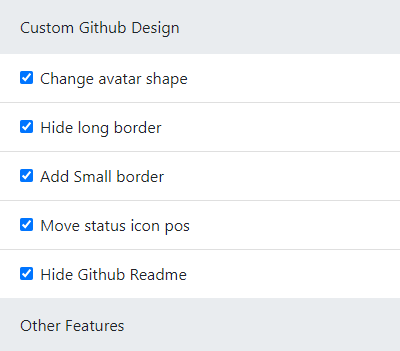 Custom Github Design
Change avatar shape
Hide long border
Add Small border
Move status icon pos
Hide Github Readme
Other Features